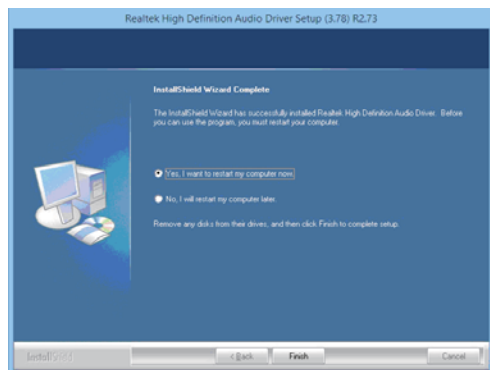 Realtek High Definition Audio Driver Setup (3.78) R2.73
InstallShield Wizard Complete
The InstallShield Wizard has successfully installed Realtek High Definition Audio Driver. Before
you can use the program, you must restart your computer.
Yes, I want to restart my computer now.
No, I will restart my computer later.
Remove any disks from their drives, and then click Finish to complete setup.
InstallShield
< Back
Finish
Cancel